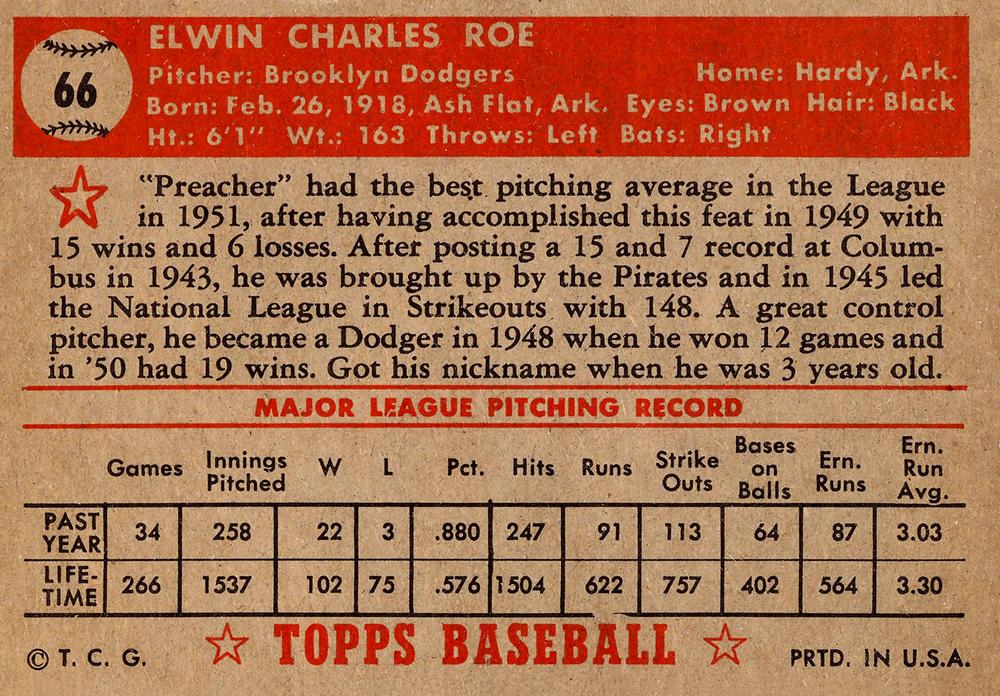 66
ELWIN CHARLES ROE
Pitcher: Brooklyn Dodgers Home: Hardy, Ark.
Born: Feb. 26, 1918, Ash Flat, Ark. Eyes: Brown Hair: Black
Ht.: 6'1" Wt.: 163 Throws: Left Bats: Right
"Preacher" had the best pitching average in the League
in 1951, after having accomplished this feat in 1949 with
15 wins and 6 losses. After posting a 15 and 7 record at Colum-
bus in 1943, he was brought up by the Pirates and in 1945 led
the National League in Strikeouts with 148. A great control
pitcher, he became a Dodger in 1948 when he won 12 games and
in '50 had 19 wins. Got his nickname when he was 3 years old.
MAJOR LEAGUE PITCHING RECORD
Games Innings Pitched W L Pct. Hits Runs Strike Outs Bases on Balls Ern. Runs Ern. Run Avg.
PAST YEAR 34 258 22 3 .880 247 91 113 64 87 3.03
LIFE-TIME 266 1537 102 75 .576 1504 622 757 402 564 3.30
© T. C. G. TOPPS BASEBALL PRTD. IN U.S.A.